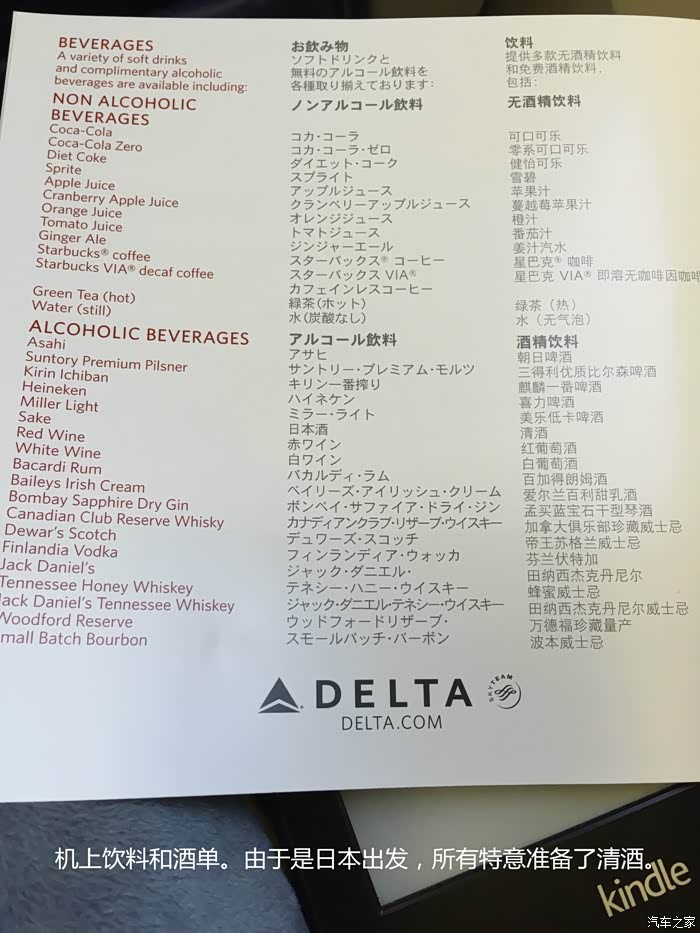 BEVERAGES
A variety of soft drinks
and complimentary alcoholic
beverages are available including:
NON ALCOHOLIC
BEVERAGES
Coca-Cola
Coca-Cola Zero
Diet Coke
Sprite
Apple Juice
Cranberry Apple Juice
Orange Juice
Tomato Juice
Ginger Ale
Starbucks® coffee
Starbucks VIA® decaf coffee
Green Tea (hot)
Water (still)
ALCOHOLIC BEVERAGES
Asahi
Suntory Premium Pilsner
Kirin Ichiban
Heineken
Miller Light
Sake
Red Wine
White Wine
Bacardi Rum
Baileys Irish Cream
Bombay Sapphire Dry Gin
Canadian Club Reserve Whisky
Dewar's Scotch
Finlandia Vodka
Jack Daniel's
Tennessee Honey Whiskey
Jack Daniel's Tennessee Whiskey
Woodford Reserve
mall Batch Bourbon
お飲み物
ソフトドリンクと
無料のアルコール飲料を
各種取り揃えております:
ノンアルコール飲料
コカ・コーラ
コカ・コーラ・ゼロ
ダイエット・コーク
スプライト
アップルジュース
クランベリーアップルジュース
オレンジジュース
トマトジュース
ジンジャーエール
スターバックス® コーヒー
スターバックス VIA®
カフェインレスコーヒー
緑茶(ホット)
水(炭酸なし)
アルコール飲料
アサヒ
サントリー・プレミアム・モルツ
キリン一番搾り
ハイネケン
ミラー・ライト
日本酒
赤ワイン
白ワイン
バカルディ・ラム
ベイリーズ・アイリッシュ・クリーム
ボンベイ・サファイア・ドライ・ジン
カナディアンクラブ・リザーブ・ウイスキー
デュワーズ・スコッチ
フィンランディア・ウォッカ
ジャック・ダニエル・
テネシー・ハニー・ウイスキー
ジャック・ダニエル・テネシー・ウイスキー
ウッドフォードリザーブ・
スモールバッチ・バーボン
饮料
提供多款无酒精饮料
和免费酒精饮料，
包括：
无酒精饮料
可口可乐
零系可口可乐
健怡可乐
雪碧
苹果汁
蔓越莓苹果汁
橙汁
番茄汁
姜汁汽水
星巴克® 咖啡
星巴克 VIA® 即溶无咖啡因咖啡
绿茶（热）
水（无气泡）
酒精饮料
朝日啤酒
三得利优质比尔森啤酒
麒麟一番啤酒
喜力啤酒
美乐低卡啤酒
清酒
红葡萄酒
白葡萄酒
百加得朗姆酒
爱尔兰百利甜乳酒
孟买蓝宝石干型琴酒
加拿大俱乐部珍藏威士忌
帝王苏格兰威士忌
芬兰伏特加
田纳西杰克丹尼尔
蜂蜜威士忌
田纳西杰克丹尼尔威士忌
万德福珍藏量产
波本威士忌
DELTA
SKYTEAM
DELTA.COM
机上饮料和酒单。由于是日本出发，所有特意准备了清酒。
kindle
汽车之家